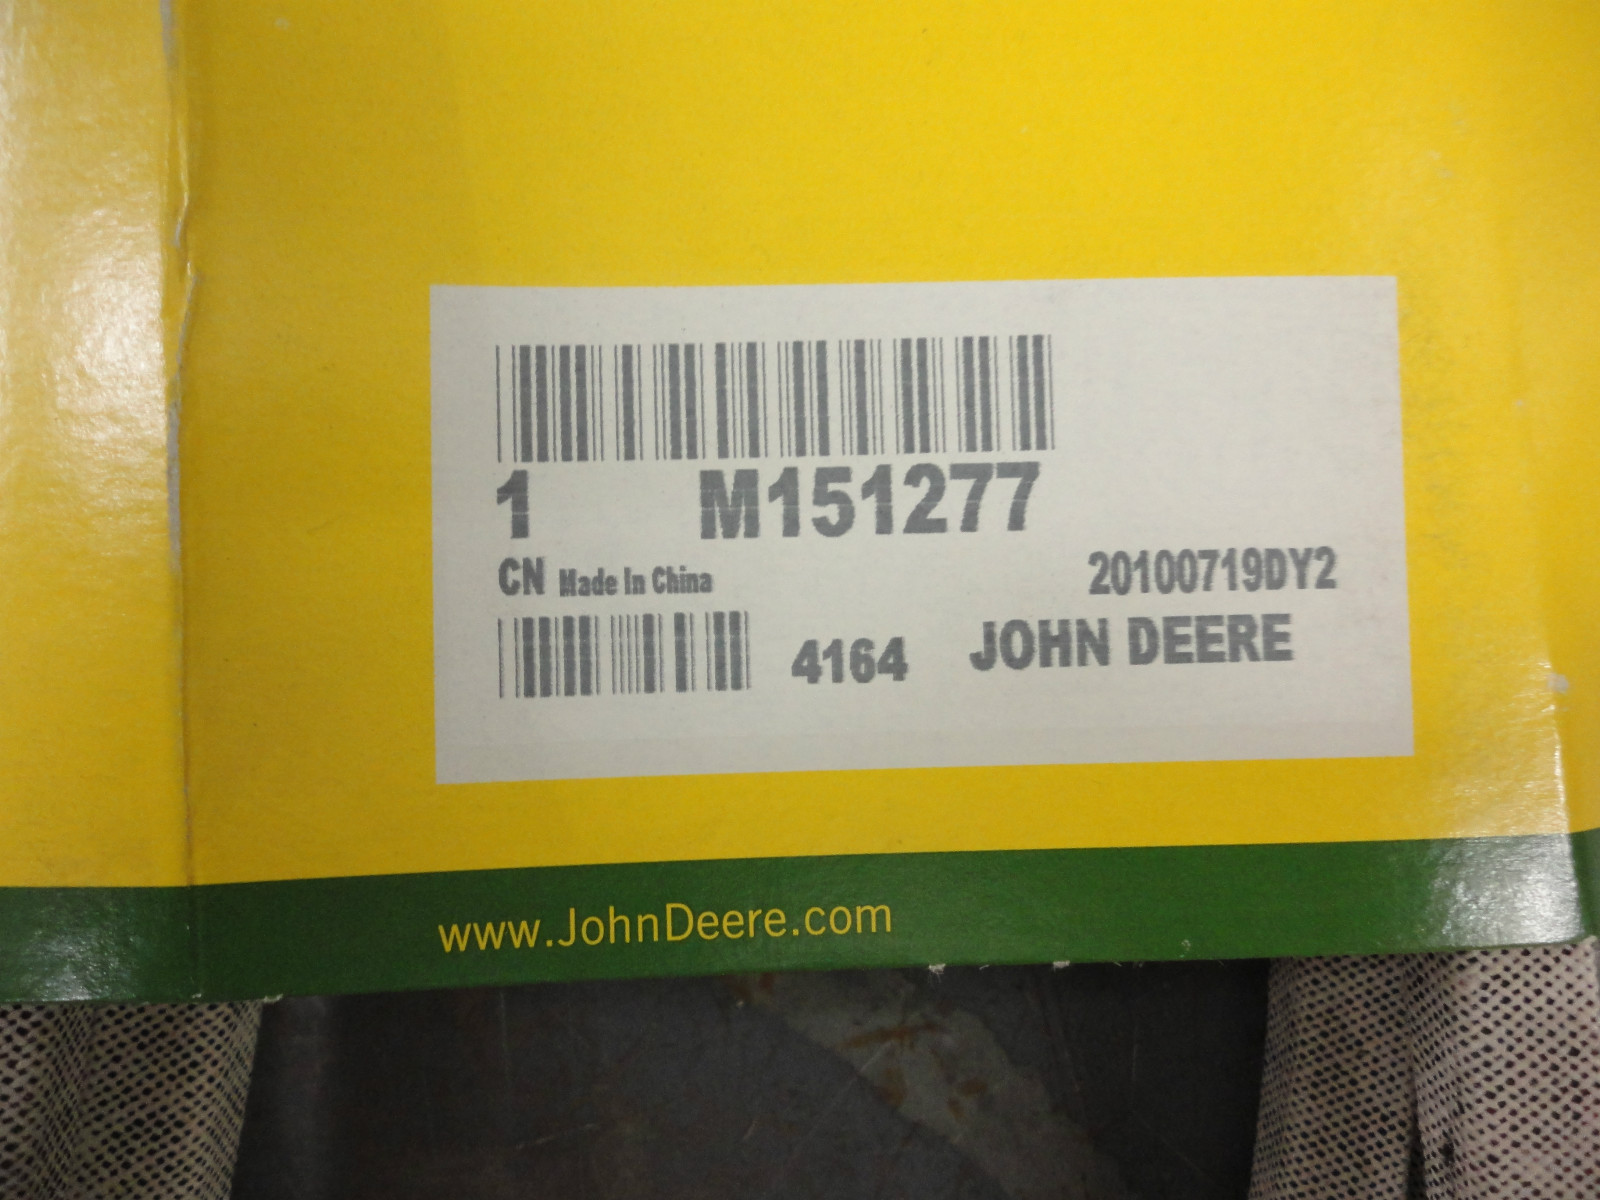 1 M151277
CN Made In China 20100719DY2
4164 JOHN DEERE
www.JohnDeere.com